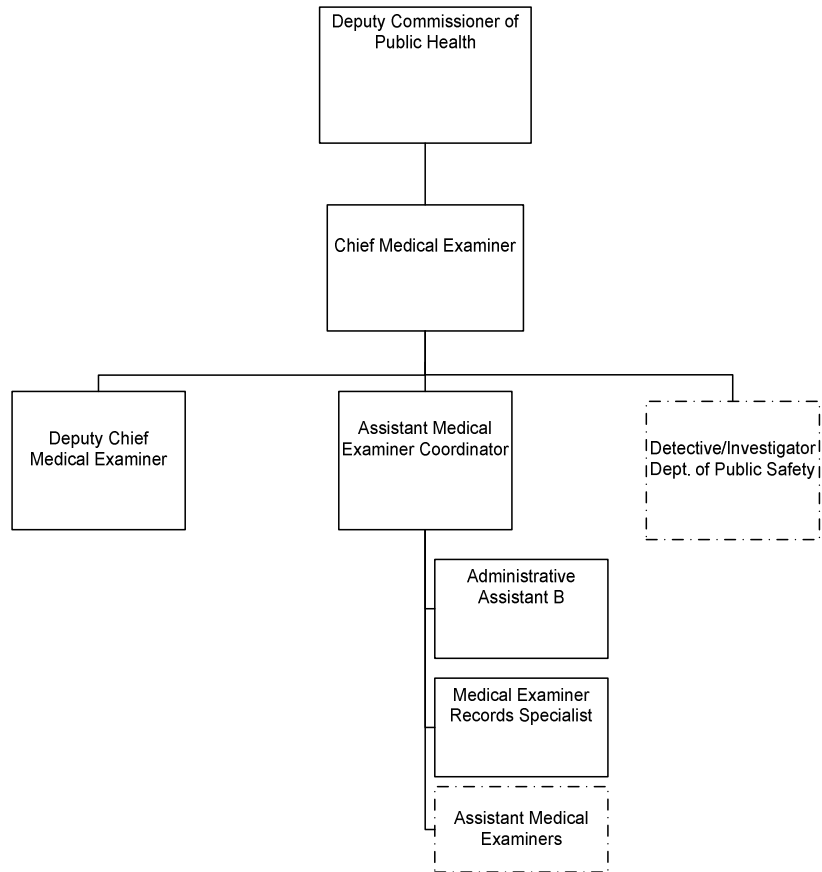 Deputy Commissioner of
Public Health
Chief Medical Examiner
Deputy Chief
Medical Examiner
Assistant Medical
Examiner Coordinator
Detective/Investigator
Dept. of Public Safety
Administrative
Assistant B
Medical Examiner
Records Specialist
Assistant Medical
Examiners